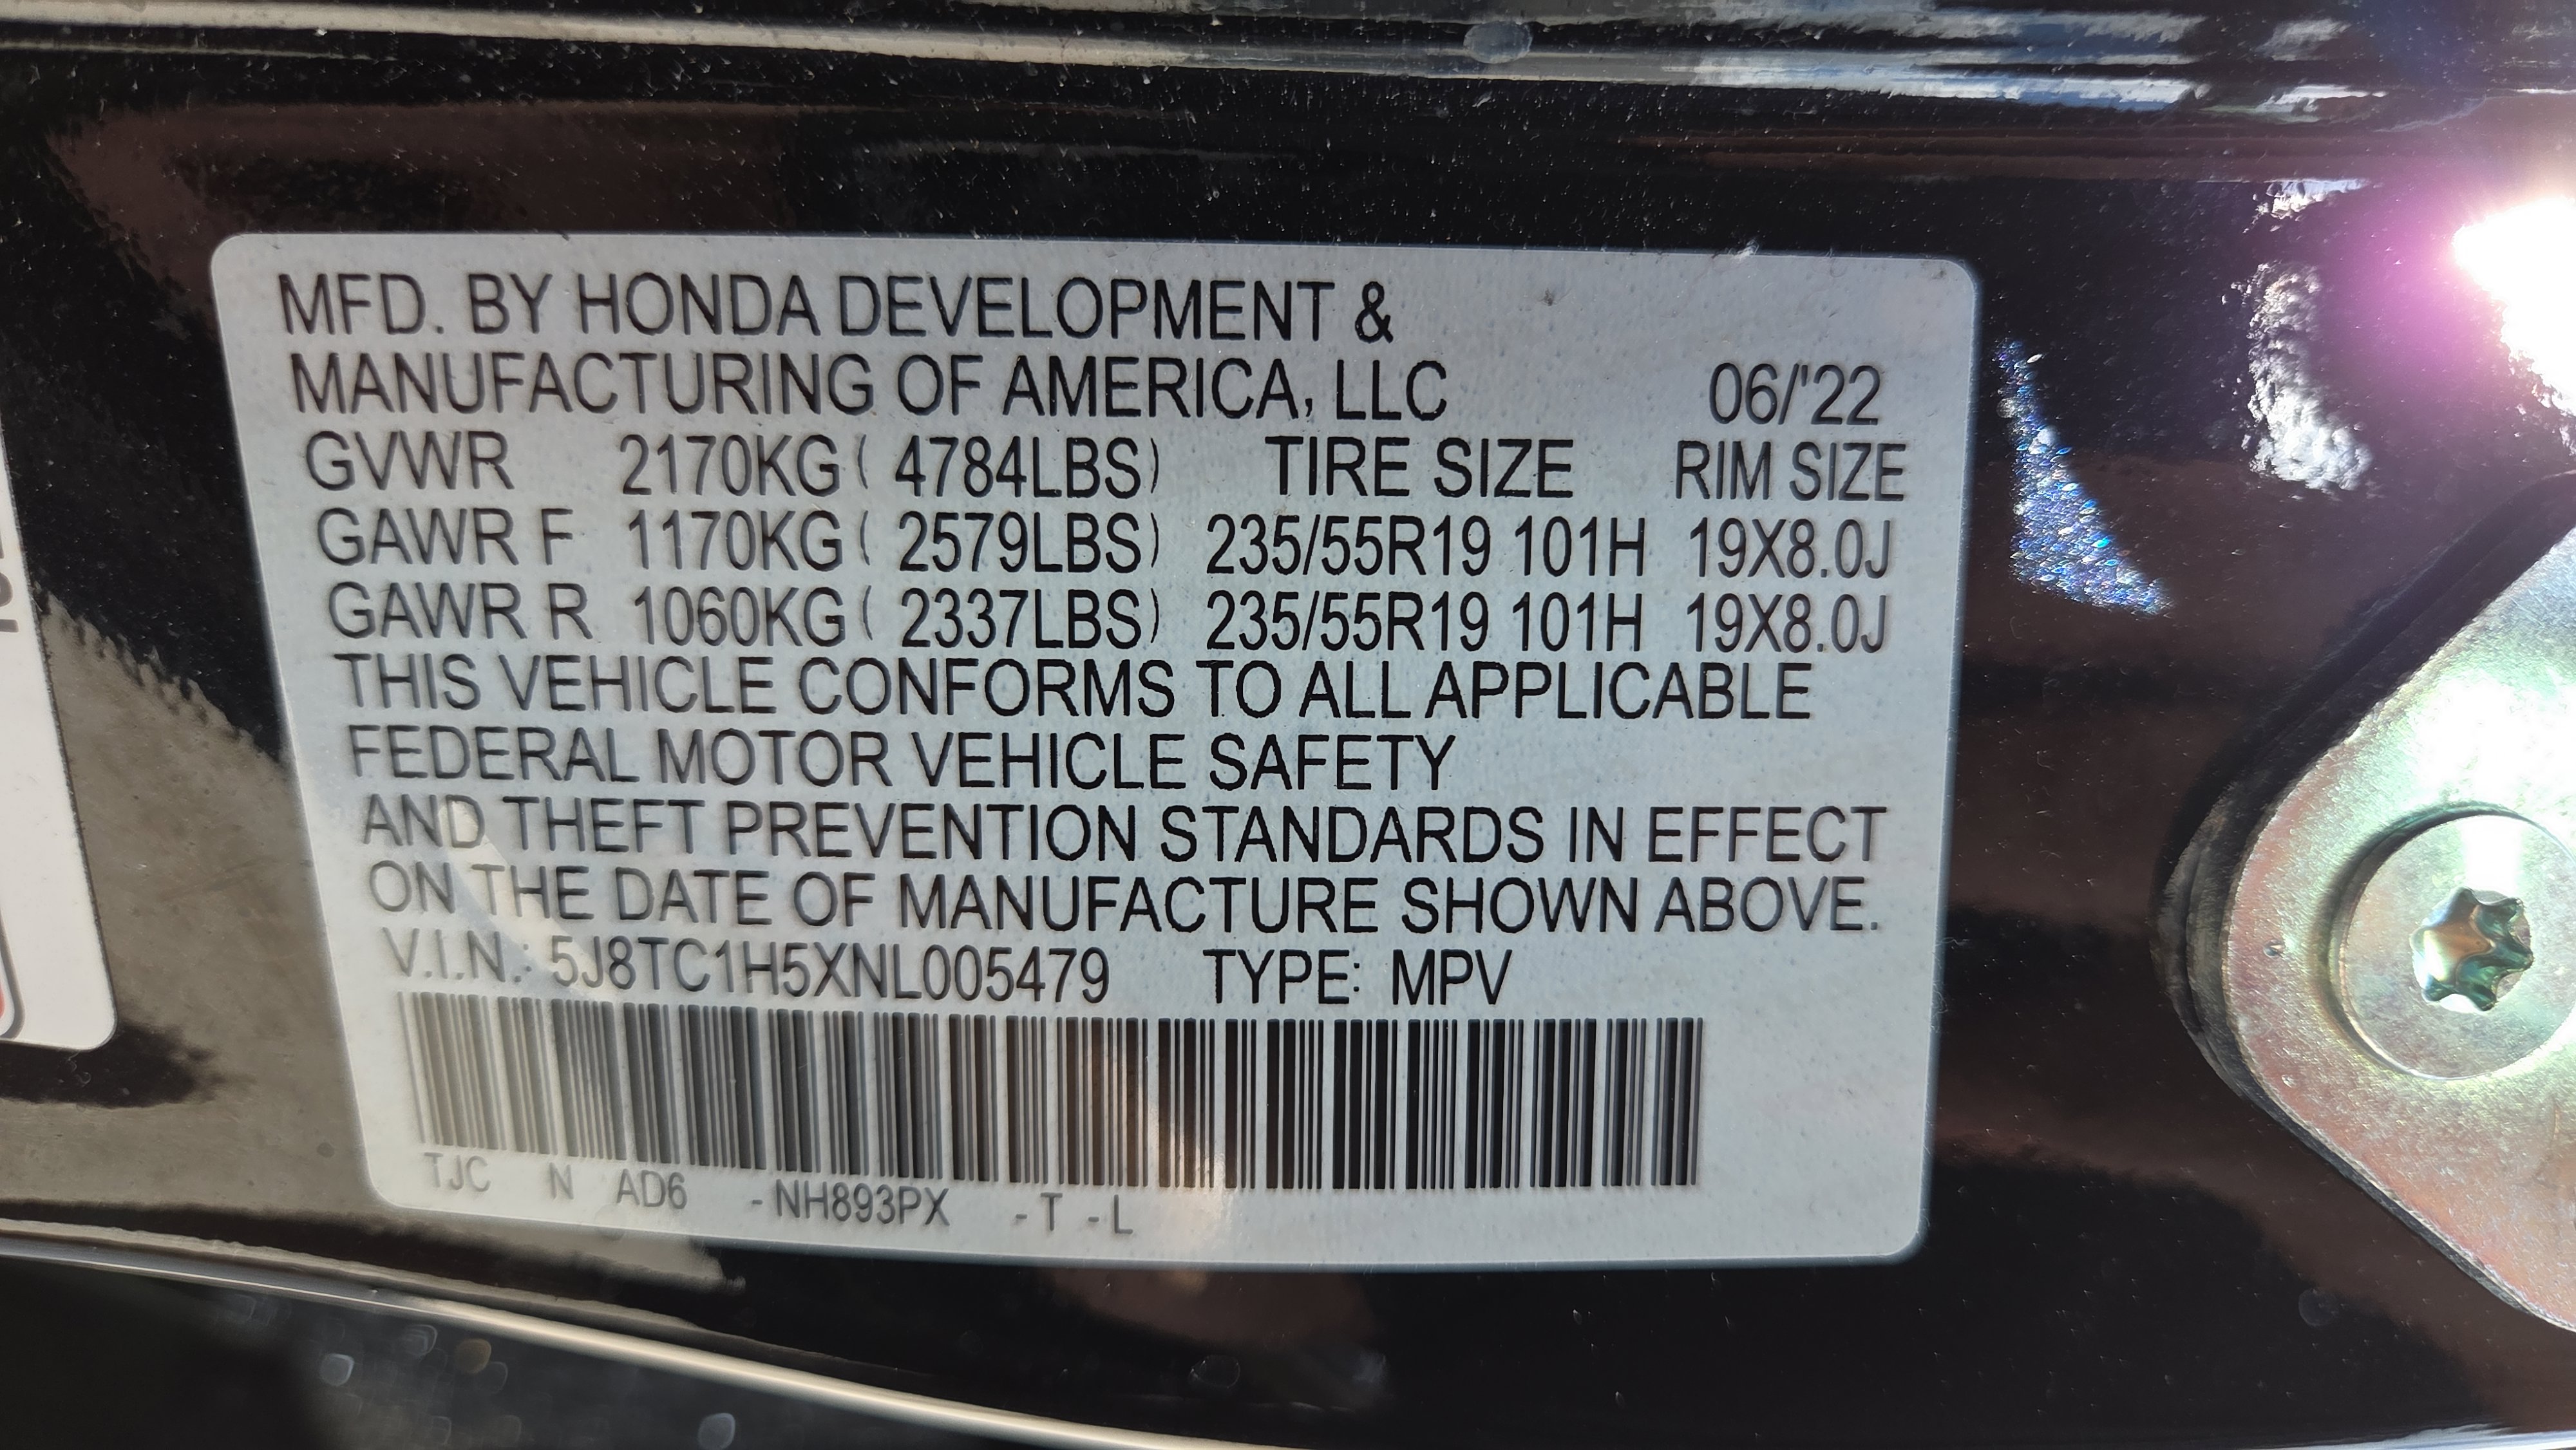 MFD. BY HONDA DEVELOPMENT &
MANUFACTURING OF AMERICA, LLC 06/'22
GVWR 2170KG ( 4784LBS) TIRE SIZE RIM SIZE
GAWR F 1170KG ( 2579LBS) 235/55R19 101H 19X8.0J
GAWR R 1060KG ( 2337LBS) 235/55R19 101H 19X8.0J
THIS VEHICLE CONFORMS TO ALL APPLICABLE
FEDERAL MOTOR VEHICLE SAFETY
AND THEFT PREVENTION STANDARDS IN EFFECT
ON THE DATE OF MANUFACTURE SHOWN ABOVE.
V.I.N.: 5J8TC1H5XNL005479 TYPE: MPV
TJC N AD6 - NH893PX - T - L